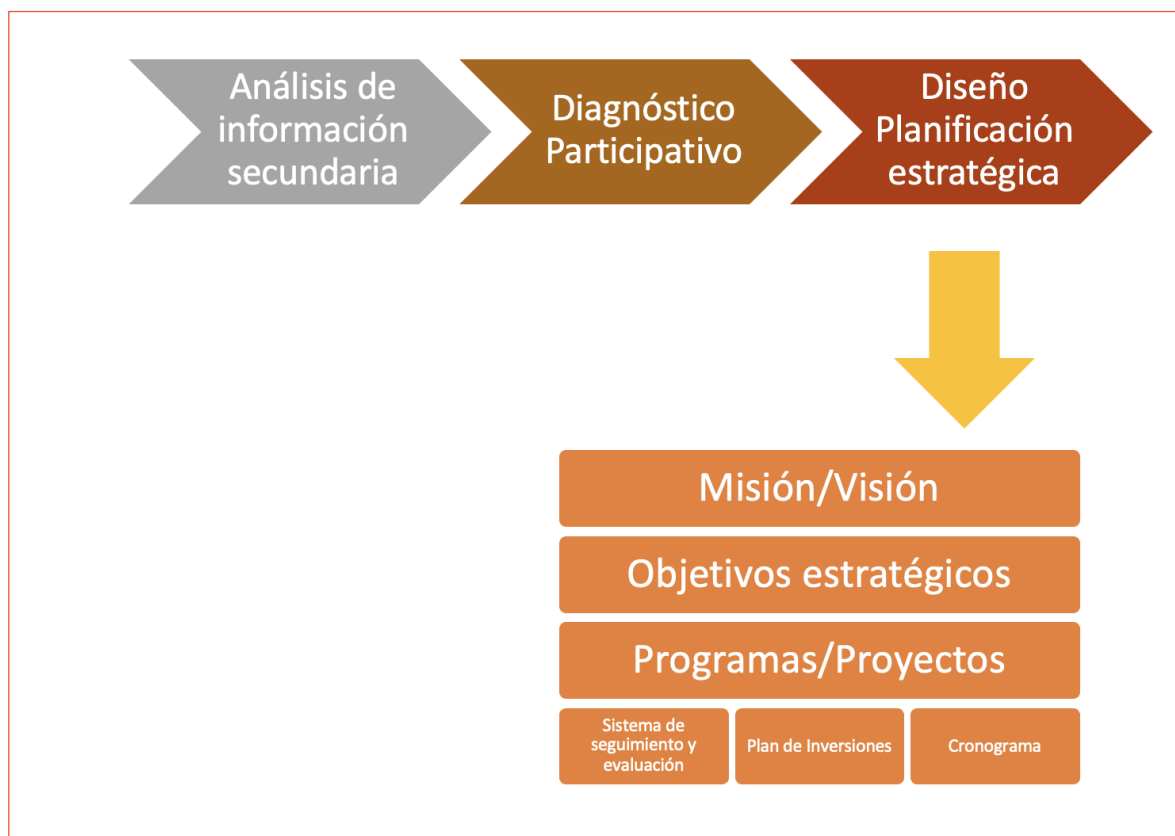 Análisis de
información
secundaria
Diagnóstico
Participativo
Diseño
Planificación
estratégica
Misión/Visión
Objetivos estratégicos
Programas/Proyectos
Sistema de
seguimiento y
evaluación
Plan de Inversiones
Cronograma